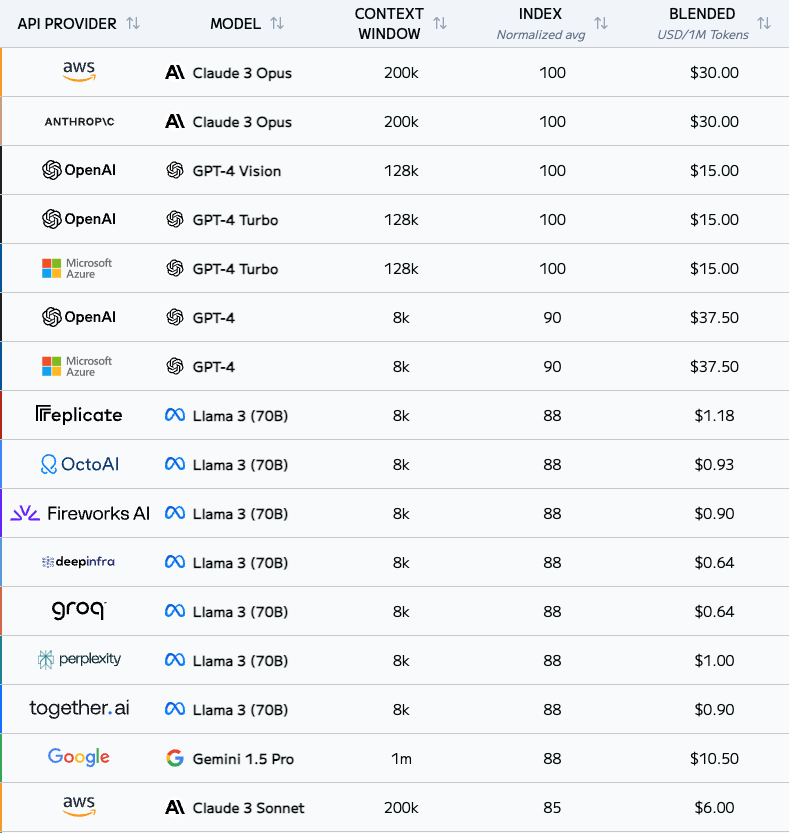 API PROVIDER MODEL CONTEXT WINDOW INDEX Normalized avg BLENDED USD/1M Tokens
aws Claude 3 Opus 200k 100 $30.00
ANTHROP\C Claude 3 Opus 200k 100 $30.00
OpenAI GPT-4 Vision 128k 100 $15.00
OpenAI GPT-4 Turbo 128k 100 $15.00
Microsoft Azure GPT-4 Turbo 128k 100 $15.00
OpenAI GPT-4 8k 90 $37.50
Microsoft Azure GPT-4 8k 90 $37.50
Replicate Llama 3 (70B) 8k 88 $1.18
OctoAI Llama 3 (70B) 8k 88 $0.93
Fireworks AI Llama 3 (70B) 8k 88 $0.90
deepinfra Llama 3 (70B) 8k 88 $0.64
groq Llama 3 (70B) 8k 88 $0.64
perplexity Llama 3 (70B) 8k 88 $1.00
together.ai Llama 3 (70B) 8k 88 $0.90
Google Gemini 1.5 Pro 1m 88 $10.50
aws Claude 3 Sonnet 200k 85 $6.00